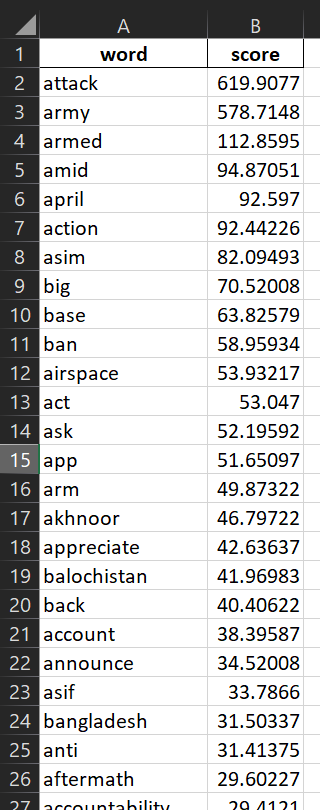 A B
1 word score
2 attack 619.9077
3 army 578.7148
4 armed 112.8595
5 amid 94.87051
6 april 92.597
7 action 92.44226
8 asim 82.09493
9 big 70.52008
10 base 63.82579
11 ban 58.95934
12 airspace 53.93217
13 act 53.047
14 ask 52.19592
15 app 51.65097
16 arm 49.87322
17 akhnoor 46.79722
18 appreciate 42.63637
19 balochistan 41.96983
20 back 40.40622
21 account 38.39587
22 announce 34.52008
23 asif 33.7866
24 bangladesh 31.50337
25 anti 31.41375
26 aftermath 29.60227
27 accountability 29.4121